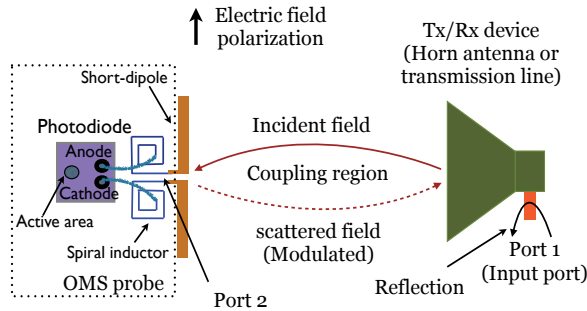 Electric field
polarization
Tx/Rx device
(Horn antenna or
transmission line)
Short-dipole
Photodiode
Anode
Cathode
Active area
Spiral inductor
OMS probe
Incident field
Coupling region
scattered field
(Modulated)
Port 2
Reflection
Port 1
(Input port)